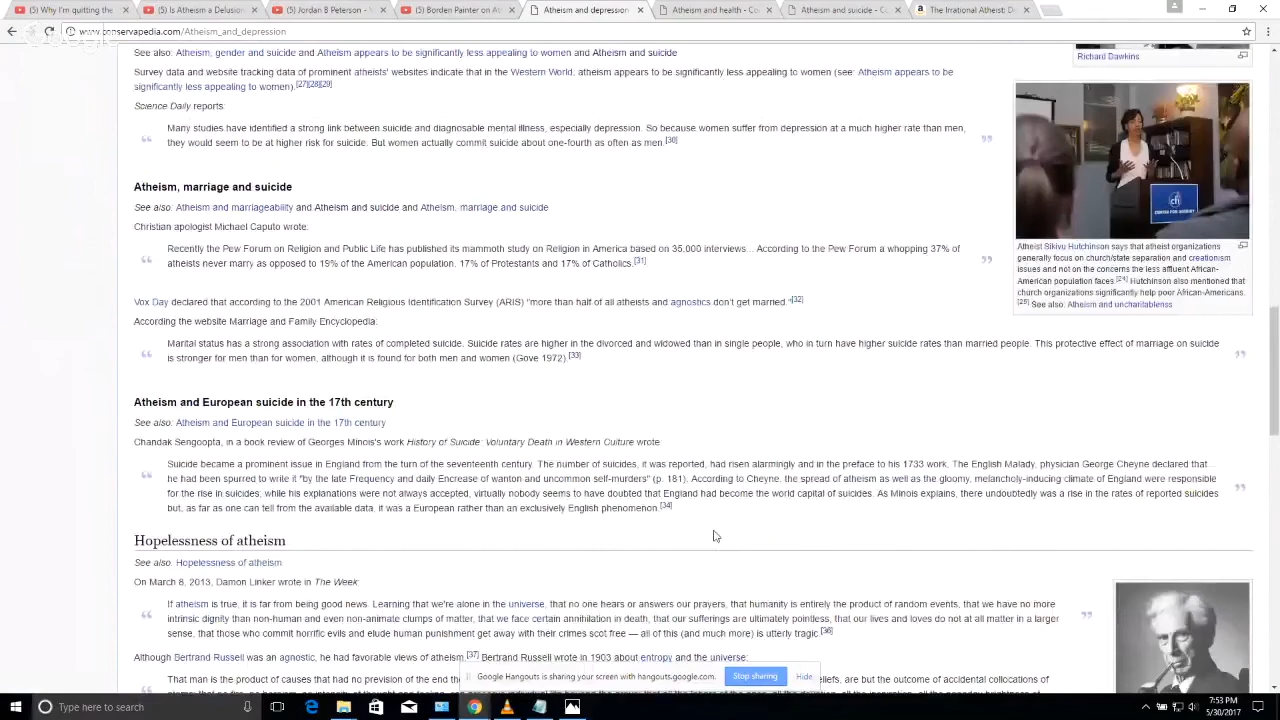 (5) Why I'm quitting the
(5) Is Atheism a Delusion
(5) Jordan B Peterson -
(5) Borden Painter on At
Atheism and depression
Atheism and health - Co
Atheism and suicide - C
The Irrational Atheist: D
www.conservapedia.com/Atheism_and_depression
See also: Atheism, gender and suicide and Atheism appears to be significantly less appealing to women and Atheism and suicide
Survey data and website tracking data of prominent atheists' websites indicate that in the Western World, atheism appears to be significantly less appealing to women (see: Atheism appears to be
significantly less appealing to women).[27][28][29]
Science Daily reports:
Many studies have identified a strong link between suicide and diagnosable mental illness, especially depression. So because women suffer from depression at a much higher rate than men,
they would seem to be at higher risk for suicide. But women actually commit suicide about one-fourth as often as men.[30]
Atheism, marriage and suicide
See also: Atheism and marriageability and Atheism and suicide and Atheism, marriage and suicide
Christian apologist Michael Caputo wrote:
Recently the Pew Forum on Religion and Public Life has published its mammoth study on Religion in America based on 35,000 interviews... According to the Pew Forum a whopping 37% of
atheists never marry as opposed to 19% of the American population, 17% of Protestants and 17% of Catholics.[31]
Vox Day declared that according to the 2001 American Religious Identification Survey (ARIS) "more than half of all atheists and agnostics don't get married."[32]
According the website Marriage and Family Encyclopedia:
Marital status has a strong association with rates of completed suicide. Suicide rates are higher in the divorced and widowed than in single people, who in turn have higher suicide rates than married people. This protective effect of marriage on suicide
is stronger for men than for women, although it is found for both men and women (Gove 1972).[33]
Atheism and European suicide in the 17th century
See also: Atheism and European suicide in the 17th century
Chandak Sengoopta, in a book review of Georges Minois's work History of Suicide: Voluntary Death in Western Culture wrote
Suicide became a prominent issue in England from the turn of the seventeenth century. The number of suicides, it was reported, had risen alarmingly and in the preface to his 1733 work, The English Malady, physician George Cheyne declared that...
he had been spurred to write it "by the late Frequency and daily Encrease of wanton and uncommon self-murders" (p. 181). According to Cheyne, the spread of atheism as well as the gloomy, melancholy-inducing climate of England were responsible
for the rise in suicides; while his explanations were not always accepted, virtually nobody seems to have doubted that England had become the world capital of suicides. As Minois explains, there undoubtedly was a rise in the rates of reported suicides
but, as far as one can tell from the available data, it was a European rather than an exclusively English phenomenon.[34]
Hopelessness of atheism
See also: Hopelessness of atheism
On March 8, 2013, Damon Linker wrote in The Week:
If atheism is true, it is far from being good news. Learning that we're alone in the universe, that no one hears or answers our prayers, that humanity is entirely the product of random events, that we have no more
intrinsic dignity than non-human and even non-animate clumps of matter, that we face certain annihilation in death, that our sufferings are ultimately pointless, that our lives and loves do not at all matter in a larger
sense, that those who commit horrific evils and elude human punishment get away with their crimes scot free — all of this (and much more) is utterly tragic.[36]
Although Bertrand Russell was an agnostic, he had favorable views of atheism.[37] Bertrand Russell wrote in 1903 about entropy and the universe:
That man is the product of causes that had no prevision of the end
are but the outcome of accidental collocations of
Richard Dawkins
cfi
CENTER FOR INQUIRY
Atheist Sikivu Hutchinson says that atheist organizations
generally focus on church/state separation and creationism
issues and not on the concerns the less affluent African-
American population faces.[24] Hutchinson also mentioned that
church organizations significantly help poor African-Americans.
[25] See also: Atheism and uncharitableness
Google Hangouts is sharing your screen with hangouts.google.com.
Stop sharing
Hide
Type here to search
7:53 PM
5/30/2017